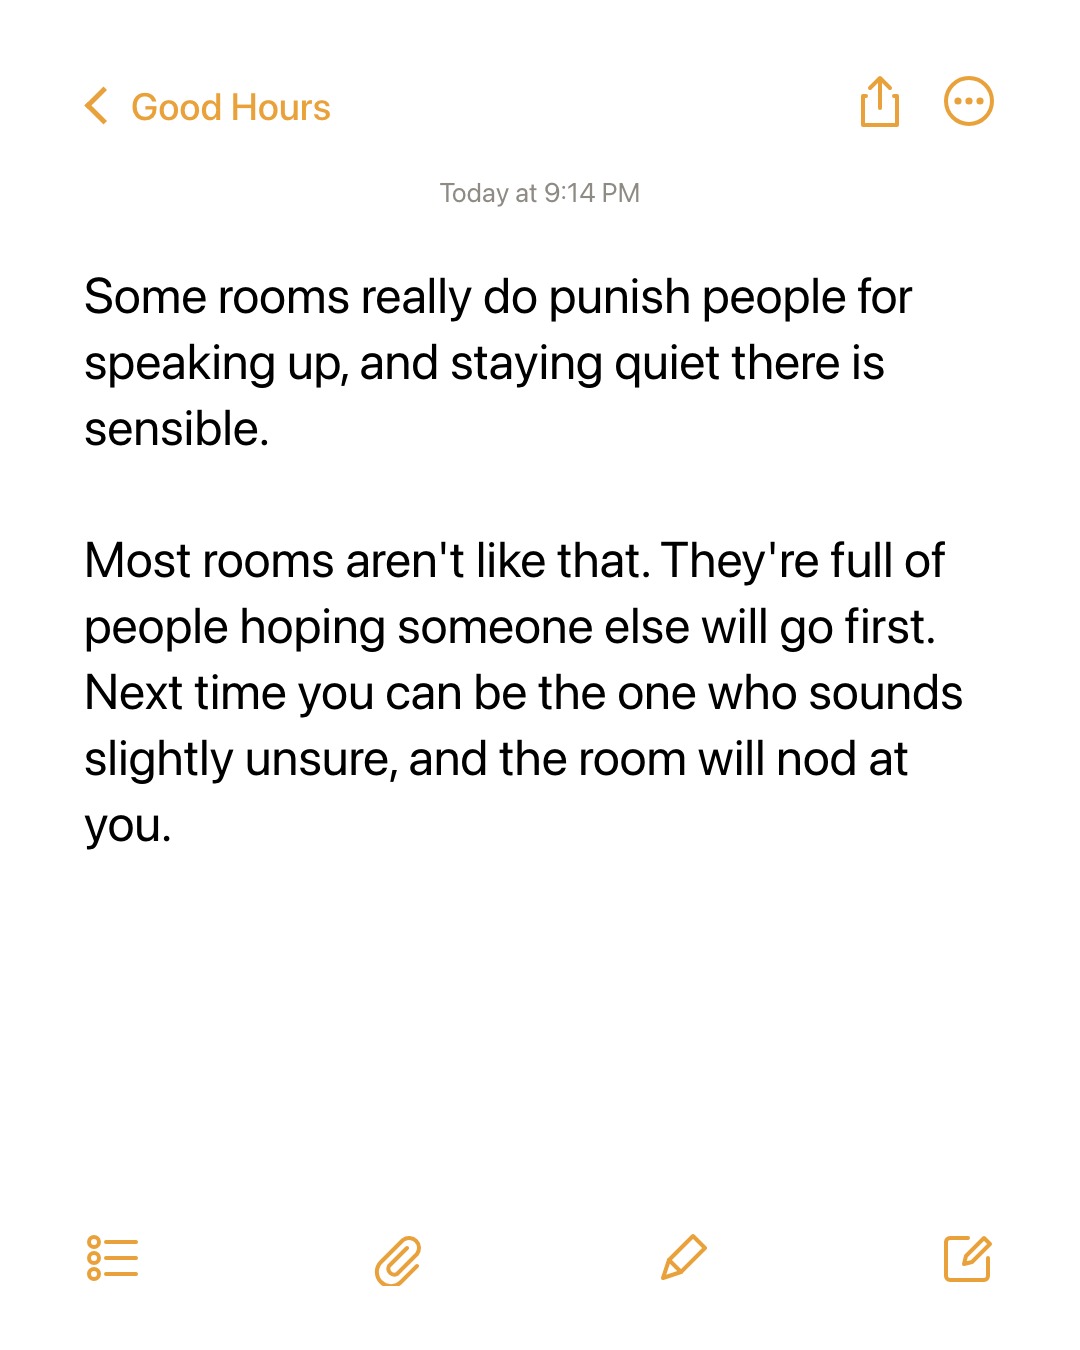 Good Hours
Today at 9:14 PM
Some rooms really do punish people for
speaking up, and staying quiet there is
sensible.
Most rooms aren't like that. They're full of
people hoping someone else will go first.
Next time you can be the one who sounds
slightly unsure, and the room will nod at
you.